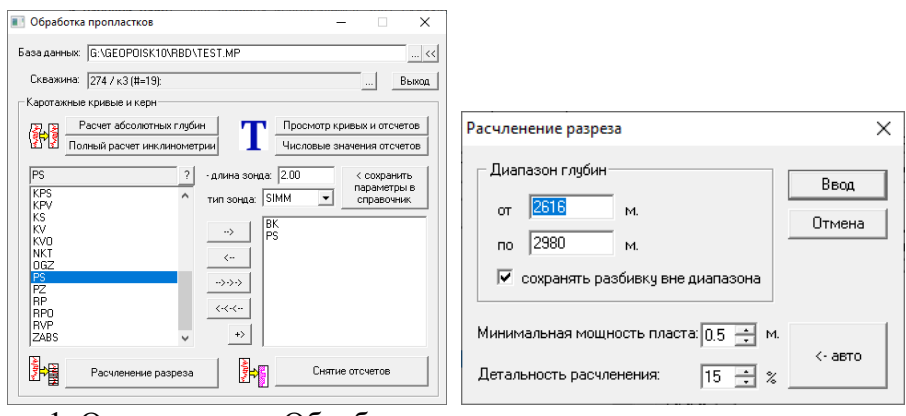 Обработка пропластков
База данных: G:\GEOPOISK10\RBD\TEST.MP ... <<
Скважина: 274 / к3 (#=19): ... Выход
Каротажные кривые и керн
Расчет абсолютных глубин
Полный расчет инклинометрии
T
Просмотр кривых и отсчетов
Числовые значения отсчетов
PS ? - длина зонда: 2.00
тип зонда: SIMM
< сохранить
параметры в
справочник
KPS
KPV
KS
KV
KVO
NKT
OGZ
PS
PZ
RP
RPO
RVP
ZABS
-->
<--
->->->
<-<-<-
+>
BK
PS
Расчленение разреза
Снятие отсчетов
Расчленение разреза
Диапазон глубин
от 2616 м.
по 2980 м.
сохранять разбивку вне диапазона
Ввод
Отмена
Минимальная мощность пласта: 0.5 м.
Детальность расчленения: 15 %
<- авто